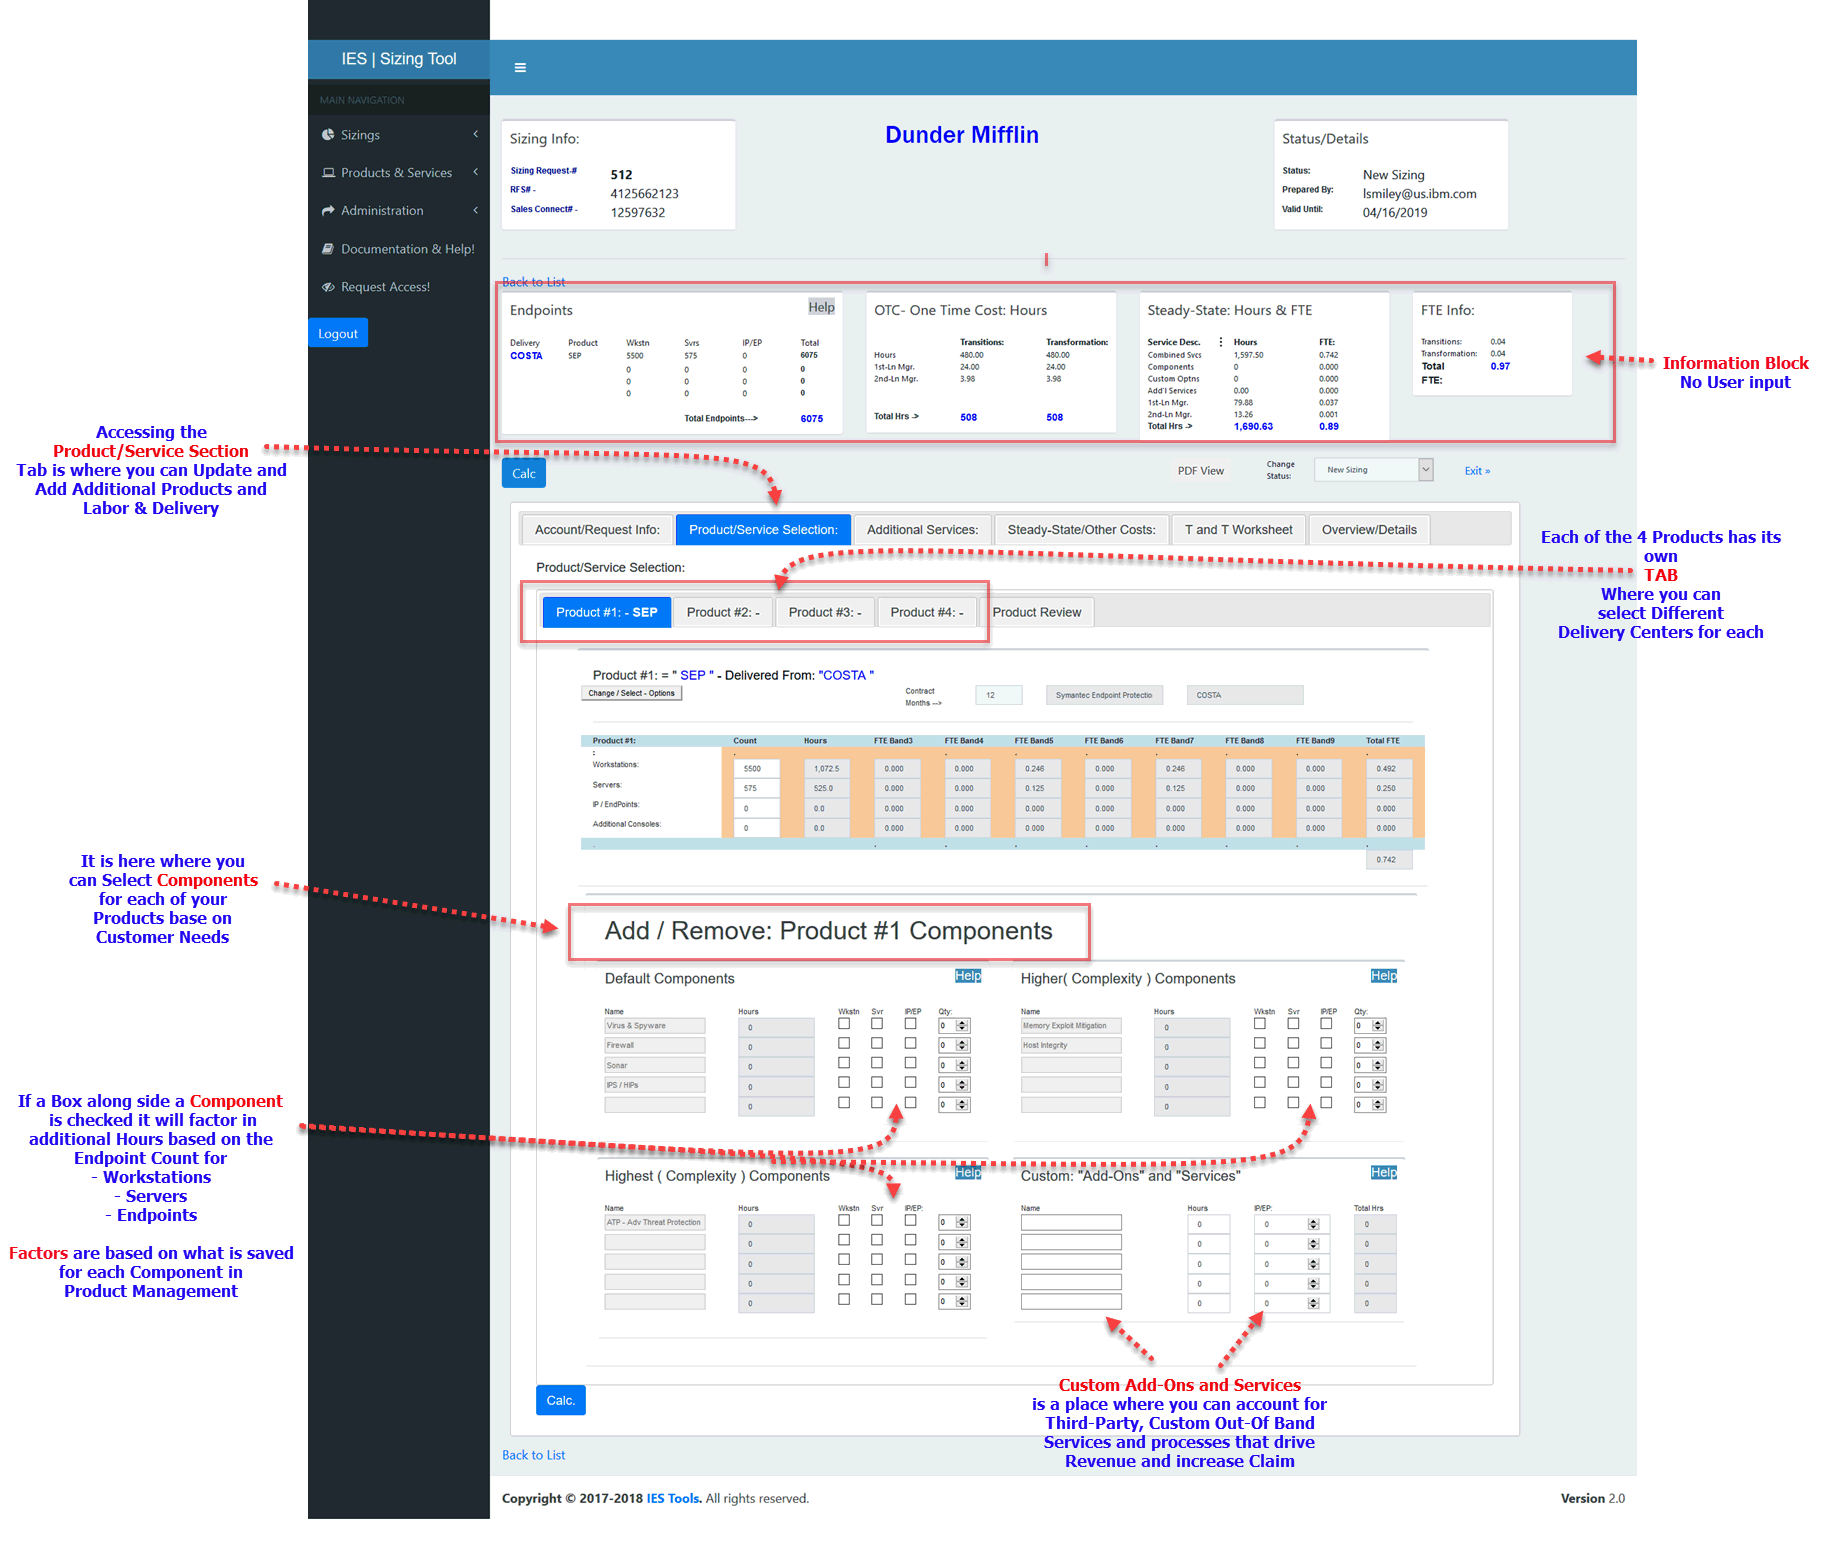 IES | Sizing Tool
MAIN NAVIGATION
Sizings
Products & Services
Administration
Documentation & Help!
Request Access!
Logout
Sizing Info:
Sizing Request-# 512
RFS# - 4125662123
Sales Connect# - 12597632
Dunder Mifflin
Status/Details
Status: New Sizing
Prepared By: lsmiley@us.ibm.com
Valid Until: 04/16/2019
Back to List
Endpoints Help
Delivery Product Wkstn Svrs IP/EP Total
COSTA SEP 5500 575 0 6075
0 0 0 0
0 0 0 0
0 0 0 0
Total Endpoints---> 6075
OTC- One Time Cost: Hours
Transitions: Transformation:
Hours 480.00 480.00
1st-Ln Mgr. 24.00 24.00
2nd-Ln Mgr. 3.98 3.98
Total Hrs -> 508 508
Steady-State: Hours & FTE
Service Desc. Hours FTE:
Combined Svcs 1,597.50 0.742
Components 0 0.000
Custom Optns 0 0.000
Add'l Services 0.00 0.000
1st-Ln Mgr. 79.88 0.037
2nd-Ln Mgr. 13.26 0.001
Total Hrs -> 1,690.63 0.89
FTE Info:
Transitions: 0.04
Transformation: 0.04
Total 0.97
FTE:
Information Block
No User input
Accessing the
Product/Service Section
Tab is where you can Update and
Add Additional Products and
Labor & Delivery
Calc
PDF View
Change
Status:
New Sizing
Exit »
Account/Request Info:
Product/Service Selection:
Additional Services:
Steady-State/Other Costs:
T and T Worksheet
Overview/Details
Each of the 4 Products has its
own
TAB
Where you can
select Different
Delivery Centers for each
Product/Service Selection:
Product #1: - SEP
Product #2: -
Product #3: -
Product #4: -
Product Review
Product #1: = " SEP " - Delivered From: "COSTA "
Change / Select - Options
Contract
Months -->
12
Symantec Endpoint Protectio
COSTA
Product #1: Count Hours FTE Band3 FTE Band4 FTE Band5 FTE Band6 FTE Band7 FTE Band8 FTE Band9 Total FTE
: . . . . . . . . .
Workstations: 5500 1,072.5 0.000 0.000 0.246 0.000 0.246 0.000 0.000 0.492
Servers: 575 525.0 0.000 0.000 0.125 0.000 0.125 0.000 0.000 0.250
IP / EndPoints: 0 0.0 0.000 0.000 0.000 0.000 0.000 0.000 0.000 0.000
Additional Consoles: 0 0.0 0.000 0.000 0.000 0.000 0.000 0.000 0.000 0.000
. . . . . . . . .
0.742
It is here where you
can Select Components
for each of your
Products base on
Customer Needs
Add / Remove: Product #1 Components
Default Components Help
Name Hours Wkstn Svr IP/EP Qty:
Virus & Spyware 0 0
Firewall 0 0
Sonar 0 0
IPS / HIPs 0 0
0 0
Higher( Complexity ) Components Help
Name Hours Wkstn Svr IP/EP Qty:
Memory Exploit Mitigation 0 0
Host Integrity 0 0
0 0
0 0
0 0
If a Box along side a Component
is checked it will factor in
additional Hours based on the
Endpoint Count for
- Workstations
- Servers
- Endpoints
Factors are based on what is saved
for each Component in
Product Management
Highest ( Complexity ) Components Help
Name Hours Wkstn Svr IP/EP:
ATP - Adv Threat Protection 0 0
0 0
0 0
0 0
0 0
Custom: "Add-Ons" and "Services" Help
Name Hours IP/EP: Total Hrs
0 0 0
0 0 0
0 0 0
0 0 0
0 0 0
Custom Add-Ons and Services
is a place where you can account for
Third-Party, Custom Out-Of Band
Services and processes that drive
Revenue and increase Claim
Calc.
Back to List
Copyright © 2017-2018 IES Tools. All rights reserved.
Version 2.0